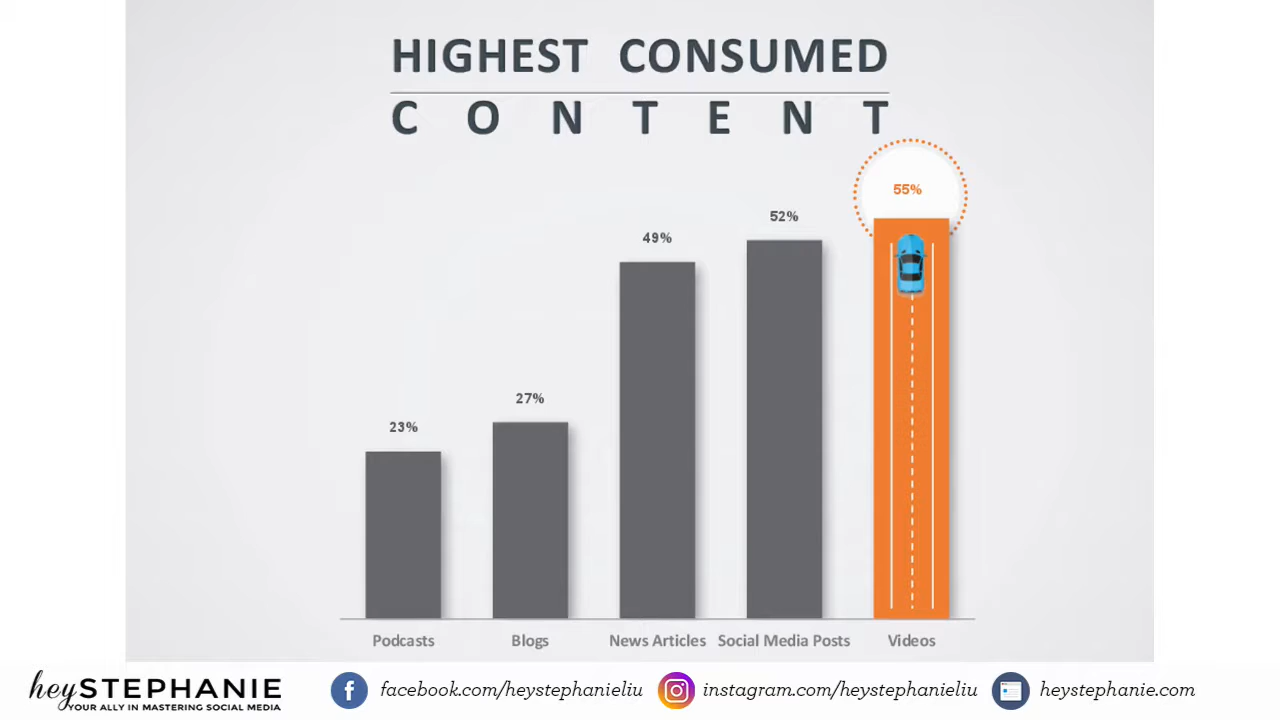 HIGHEST CONSUMED
CONTENT
55%
52%
49%
27%
23%
Podcasts Blogs News Articles Social Media Posts Videos
heySTEPHANIE
YOUR ALLY IN MASTERING SOCIAL MEDIA
facebook.com/heystephanieliu instagram.com/heystephanieliu heystephanie.com